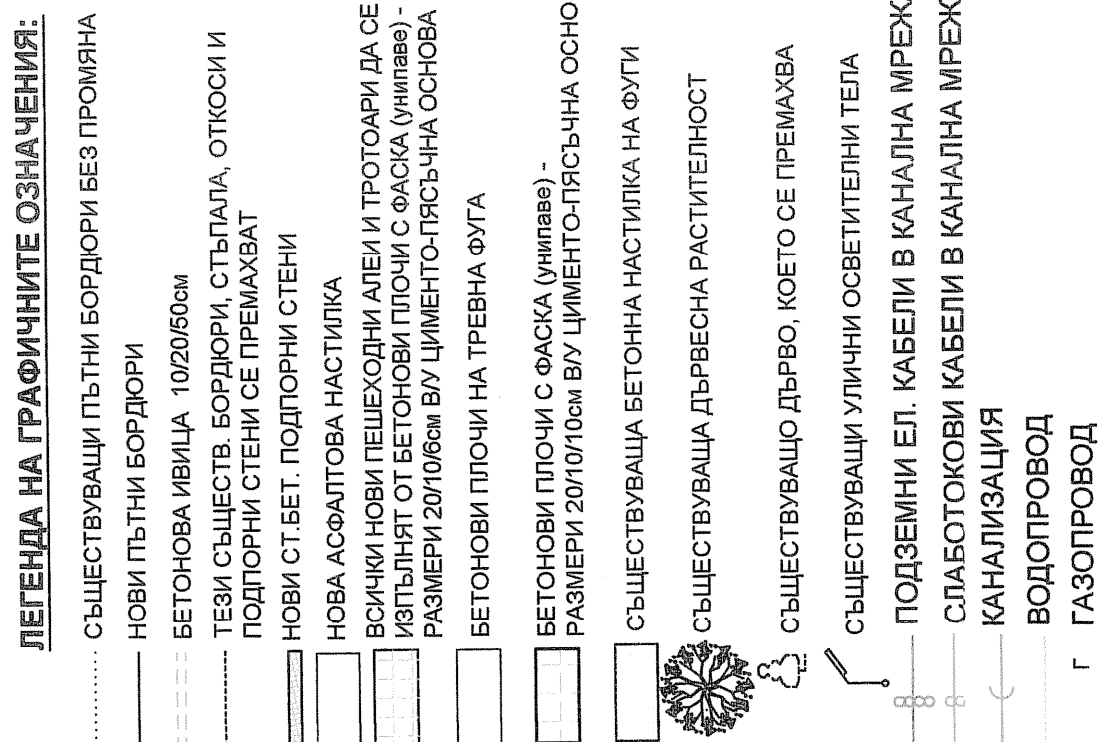 ЛЕГЕНДА НА ГРАФИЧНИТЕ ОЗНАЧЕНИЯ:
СЪЩЕСТВУВАЩИ ПЪТНИ БОРДЮРИ БЕЗ ПРОМЯНА
НОВИ ПЪТНИ БОРДЮРИ
БЕТОНОВА ИВИЦА 10/20/50см
ТЕЗИ СЪЩЕСТВ. БОРДЮРИ, СТЪПАЛА, ОТКОСИ И
ПОДПОРНИ СТЕНИ СЕ ПРЕМАХВАТ
НОВИ СТ.БЕТ. ПОДПОРНИ СТЕНИ
НОВА АСФАЛТОВА НАСТИЛКА
ВСИЧКИ НОВИ ПЕШЕХОДНИ АЛЕИ И ТРОТОАРИ ДА СЕ
ИЗПЪЛНЯТ ОТ БЕТОНОВИ ПЛОЧИ С ФАСКА (унипаве) -
РАЗМЕРИ 20/10/6см В/У ЦИМЕНТО-ПЯСЪЧНА ОСНОВА
БЕТОНОВИ ПЛОЧИ НА ТРЕВНА ФУГА
БЕТОНОВИ ПЛОЧИ С ФАСКА (унипаве) -
РАЗМЕРИ 20/10/10см В/У ЦИМЕНТО-ПЯСЪЧНА ОСНО
СЪЩЕСТВУВАЩА БЕТОННА НАСТИЛКА НА ФУГИ
СЪЩЕСТВУВАЩА ДЪРВЕСНА РАСТИТЕЛНОСТ
СЪЩЕСТВУВАЩО ДЪРВО, КОЕТО СЕ ПРЕМАХВА
СЪЩЕСТВУВАЩИ УЛИЧНИ ОСВЕТИТЕЛНИ ТЕЛА
ПОДЗЕМНИ ЕЛ. КАБЕЛИ В КАНАЛНА МРЕЖ
СЛАБОТОКОВИ КАБЕЛИ В КАНАЛНА МРЕЖ
КАНАЛИЗАЦИЯ
ВОДОПРОВОД
Г ГАЗОПРОВОД